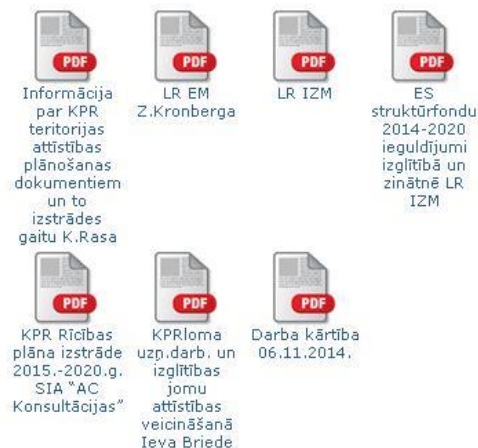 PDF
PDF
PDF
PDF
Informācija
par KPR
teritorijas
attīstības
plānošanas
dokumentiem
un to
izstrādes
gaitu K.Rasa
LR EM
Z.Kronberga
LR IZM
ES
struktūrfondu
2014-2020
ieguldījumi
izglītībā un
zinātnē LR
IZM
PDF
PDF
PDF
KPR Rīcības
plāna izstrāde
2015.-2020.g.
SIA "AC
Konsultācijas"
KPRloma
uzņ.darb. un
izglītības
jomu
attīstības
veicināšanā
Ieva Briede
Darba kārtība
06.11.2014.